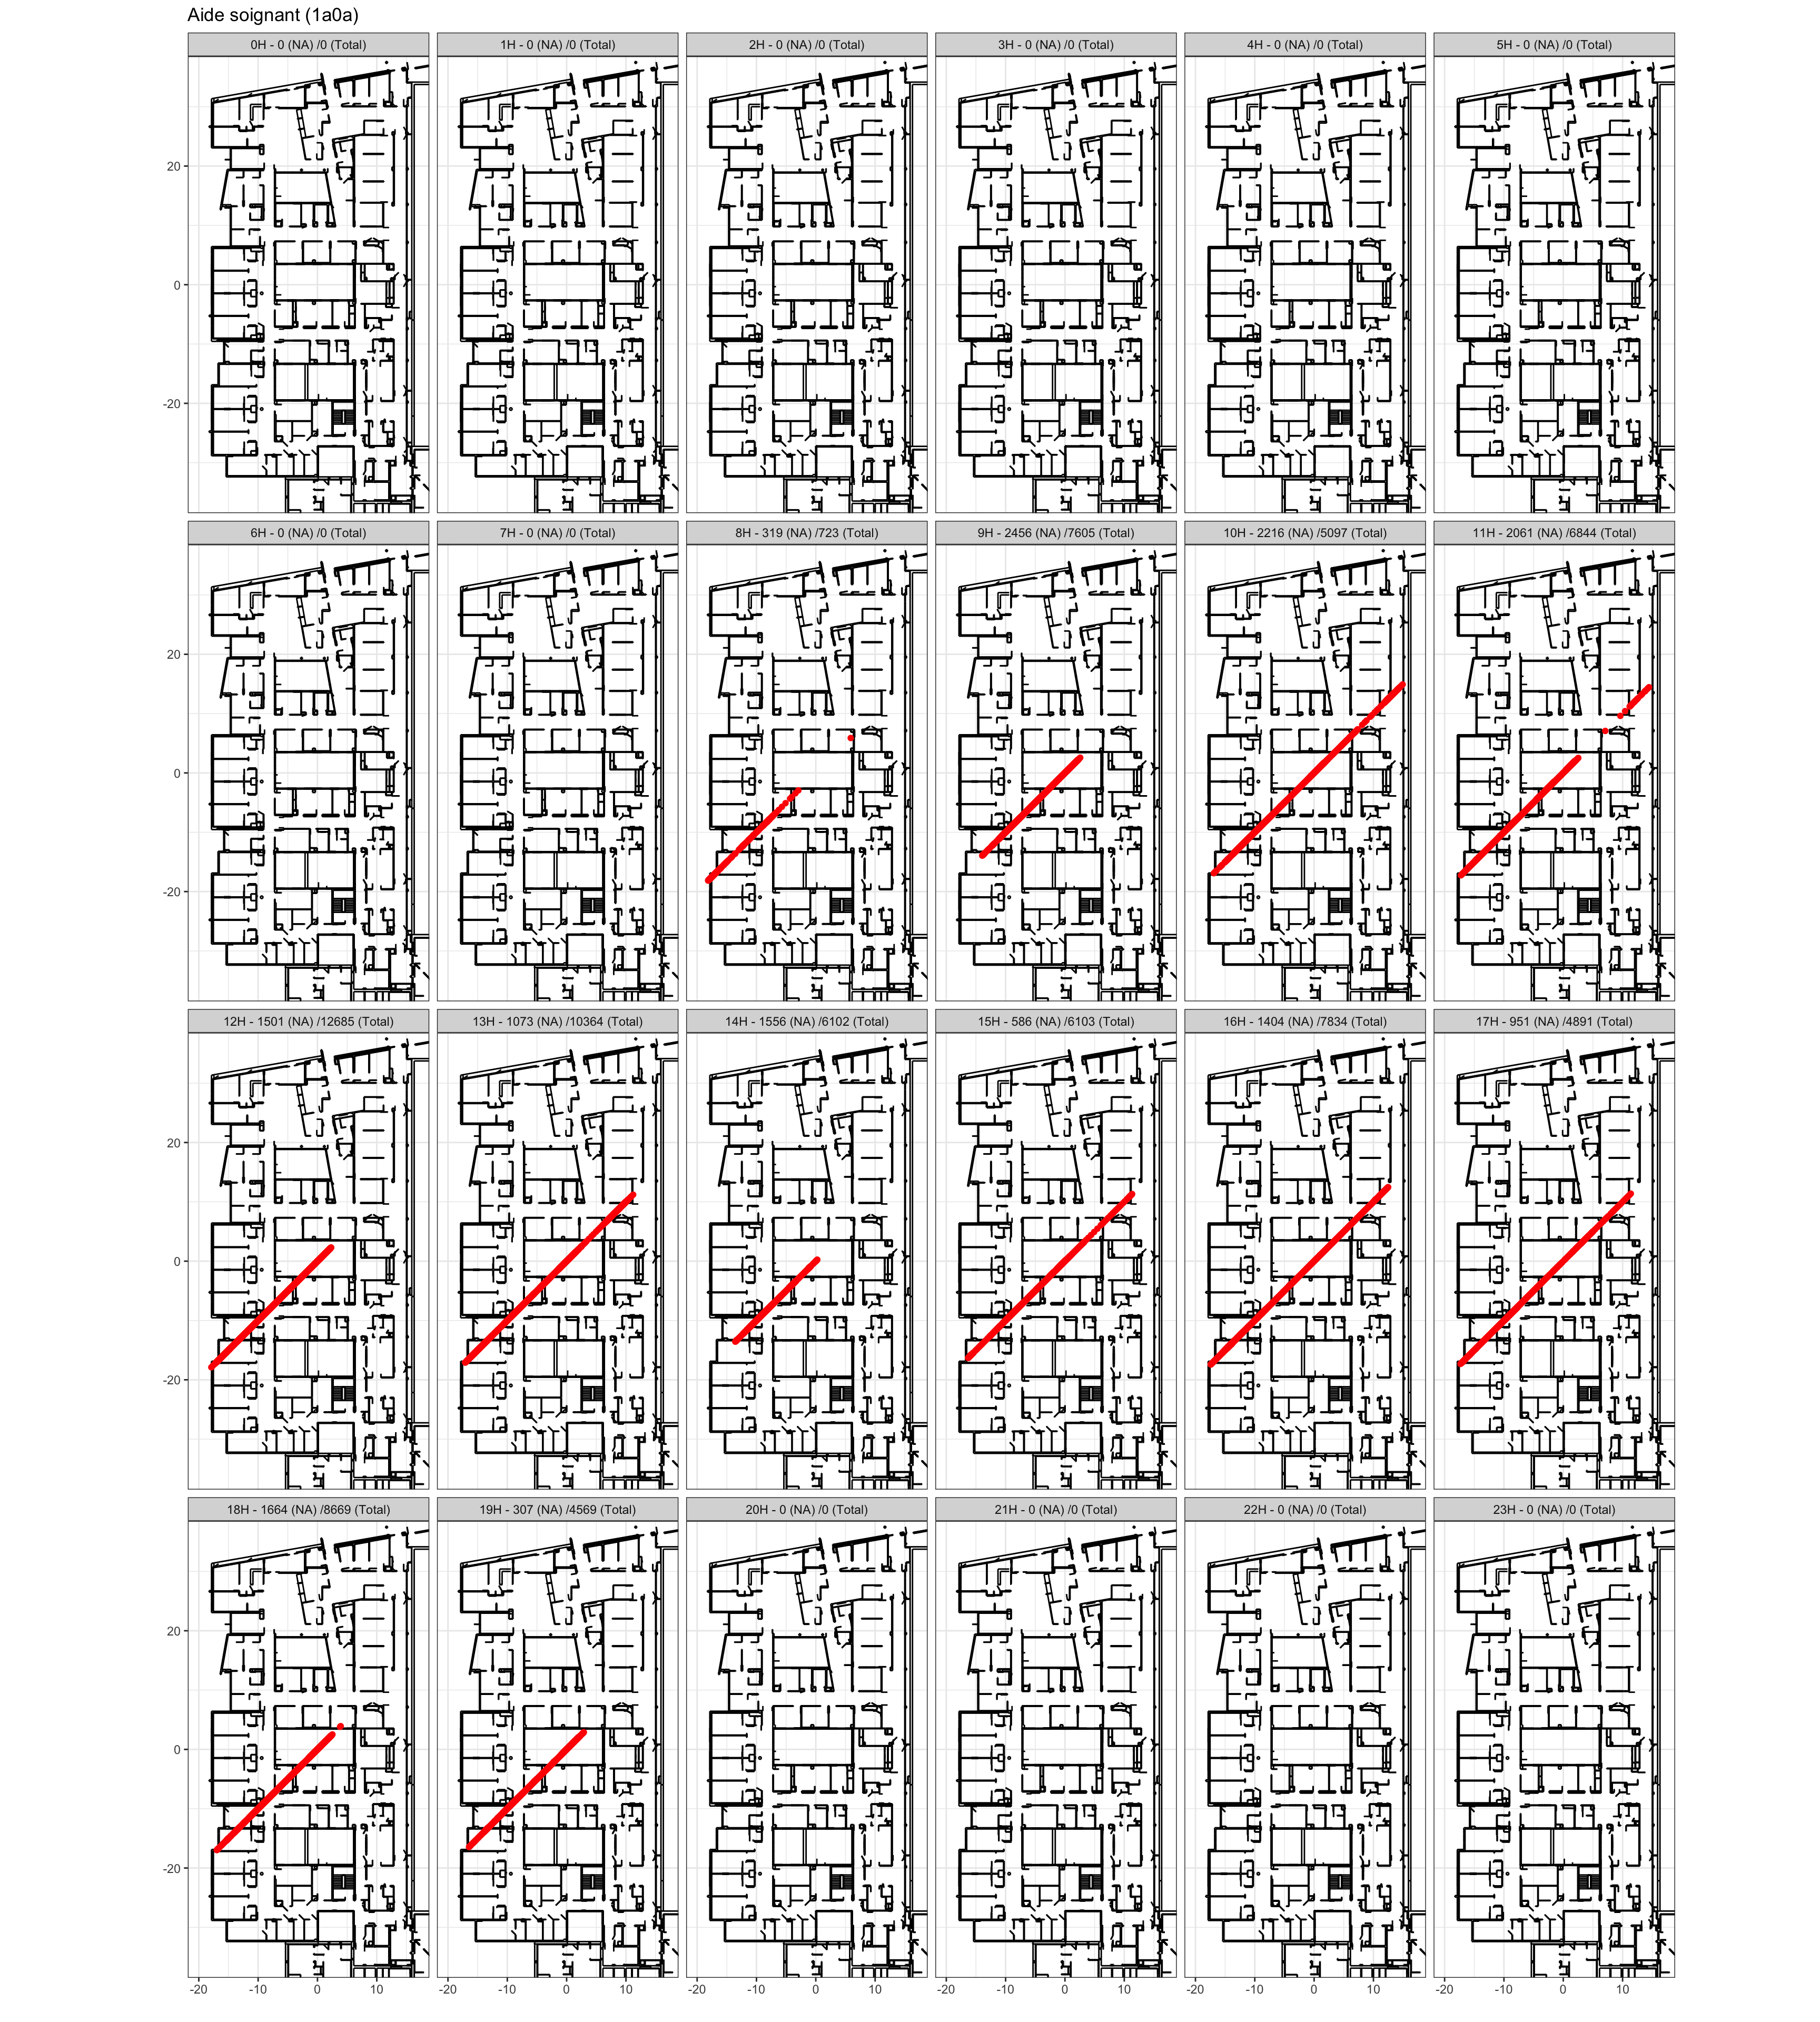 Aide soignant (1a0a)
0H - 0 (NA) /0 (Total) 1H - 0 (NA) /0 (Total) 2H - 0 (NA) /0 (Total) 3H - 0 (NA) /0 (Total) 4H - 0 (NA) /0 (Total) 5H - 0 (NA) /0 (Total)
20
0
-20
6H - 0 (NA) /0 (Total) 7H - 0 (NA) /0 (Total) 8H - 319 (NA) /723 (Total) 9H - 2456 (NA) /7605 (Total) 10H - 2216 (NA) /5097 (Total) 11H - 2061 (NA) /6844 (Total)
20
0
-20
12H - 1501 (NA) /12685 (Total) 13H - 1073 (NA) /10364 (Total) 14H - 1556 (NA) /6102 (Total) 15H - 586 (NA) /6103 (Total) 16H - 1404 (NA) /7834 (Total) 17H - 951 (NA) /4891 (Total)
20
0
-20
18H - 1664 (NA) /8669 (Total) 19H - 307 (NA) /4569 (Total) 20H - 0 (NA) /0 (Total) 21H - 0 (NA) /0 (Total) 22H - 0 (NA) /0 (Total) 23H - 0 (NA) /0 (Total)
20
0
-20
-20 -10 0 10 -20 -10 0 10 -20 -10 0 10 -20 -10 0 10 -20 -10 0 10 -20 -10 0 10